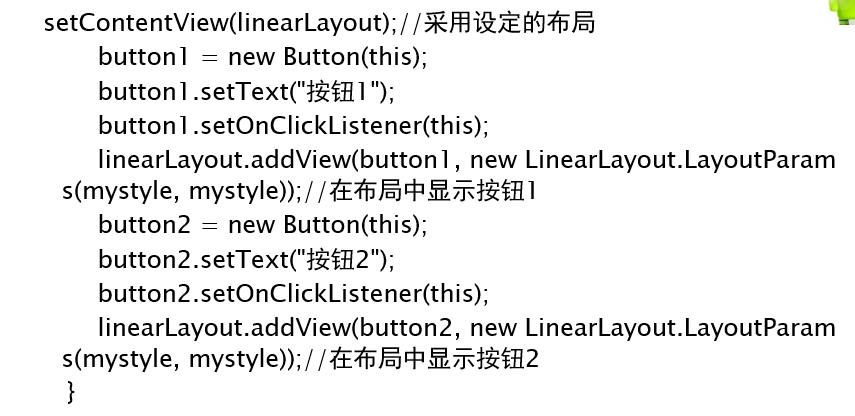 setContentView(linearLayout);//采用设定的布局
button1 = new Button(this);
button1.setText("按钮1");
button1.setOnClickListener(this);
linearLayout.addView(button1, new LinearLayout.LayoutParam
s(mystyle, mystyle));//在布局中显示按钮1
button2 = new Button(this);
button2.setText("按钮2");
button2.setOnClickListener(this);
linearLayout.addView(button2, new LinearLayout.LayoutParam
s(mystyle, mystyle));//在布局中显示按钮2
}